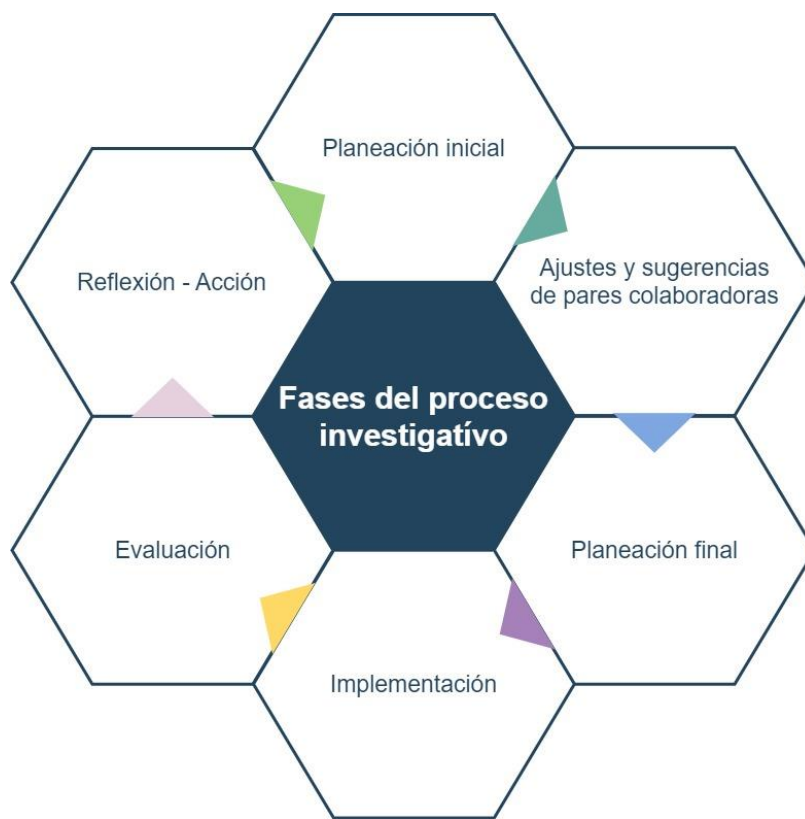 Planeación inicial
Ajustes y sugerencias
de pares colaboradoras
Planeación final
Implementación
Evaluación
Reflexión - Acción
Fases del proceso
investigatívo